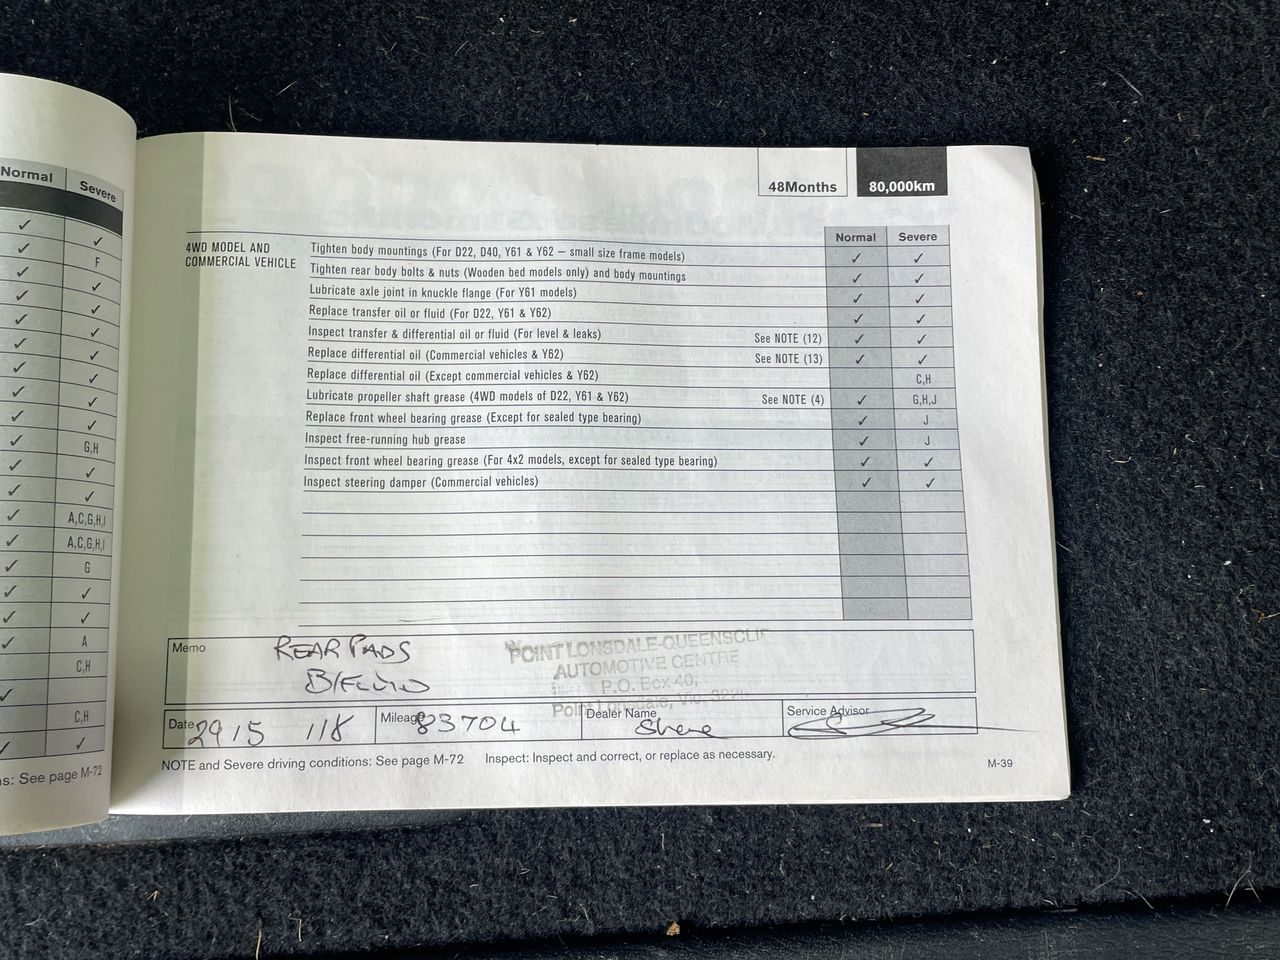 Normal Severe
✓ ✓
✓ F
✓ ✓
✓ ✓
✓ ✓
✓ ✓
✓ ✓
✓ ✓
✓ ✓
✓ G,H
✓ ✓
✓ ✓
✓ A,C,G,H,I
✓ A,C,G,H,I
✓ G
✓ ✓
✓ ✓
✓ A
C,H
✓
C,H
✓ ✓
See page M-72
48Months 80,000km
Normal Severe
4WD MODEL AND
COMMERCIAL VEHICLE
Tighten body mountings (For D22, D40, Y61 & Y62 – small size frame models) ✓ ✓
Tighten rear body bolts & nuts (Wooden bed models only) and body mountings ✓ ✓
Lubricate axle joint in knuckle flange (For Y61 models) ✓ ✓
Replace transfer oil or fluid (For D22, Y61 & Y62) ✓ ✓
Inspect transfer & differential oil or fluid (For level & leaks) See NOTE (12) ✓ ✓
Replace differential oil (Commercial vehicles & Y62) See NOTE (13) ✓ ✓
Replace differential oil (Except commercial vehicles & Y62) C,H
Lubricate propeller shaft grease (4WD models of D22, Y61 & Y62) See NOTE (4) ✓ G,H,J
Replace front wheel bearing grease (Except for sealed type bearing) ✓ J
Inspect free-running hub grease ✓ J
Inspect front wheel bearing grease (For 4x2 models, except for sealed type bearing) ✓ ✓
Inspect steering damper (Commercial vehicles) ✓ ✓
Memo REAR PADS
B/FLUID
POINT LONSDALE-QUEENSCLIF
AUTOMOTIVE CENTRE
P.O. Box 40,
Point Lonsdale, Vic.
Date 29/5/18 Mileage 83704 Dealer Name Shane Service Advisor
NOTE and Severe driving conditions: See page M-72 Inspect: Inspect and correct, or replace as necessary.
M-39